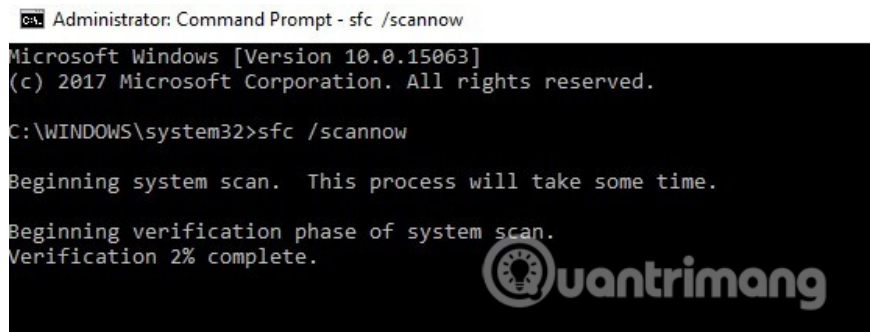 Administrator: Command Prompt - sfc /scannow
Microsoft Windows [Version 10.0.15063]
(c) 2017 Microsoft Corporation. All rights reserved.
C:\WINDOWS\system32>sfc /scannow
Beginning system scan.  This process will take some time.
Beginning verification phase of system scan.
Verification 2% complete.
Quantrimang